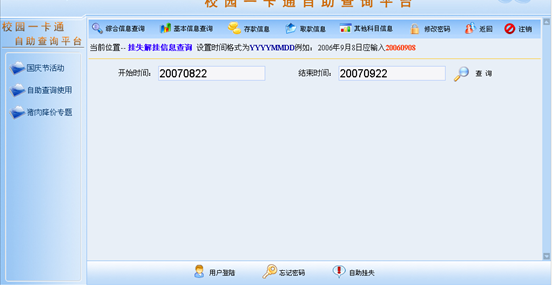 校园一卡通自助查询平台
校园一卡通
自助查询平台
综合信息查询 基本信息查询 存款信息 取款信息 其他科目信息 修改密码 返回 注销
当前位置-- 挂失解挂信息查询 设置时间格式为YYYYMMDD例如：2006年9月8日应输入20060908
国庆节活动
自助查询使用
猪肉降价专题
开始时间： 20070822 结束时间： 20070922 查 询
用户登陆 忘记密码 自助挂失